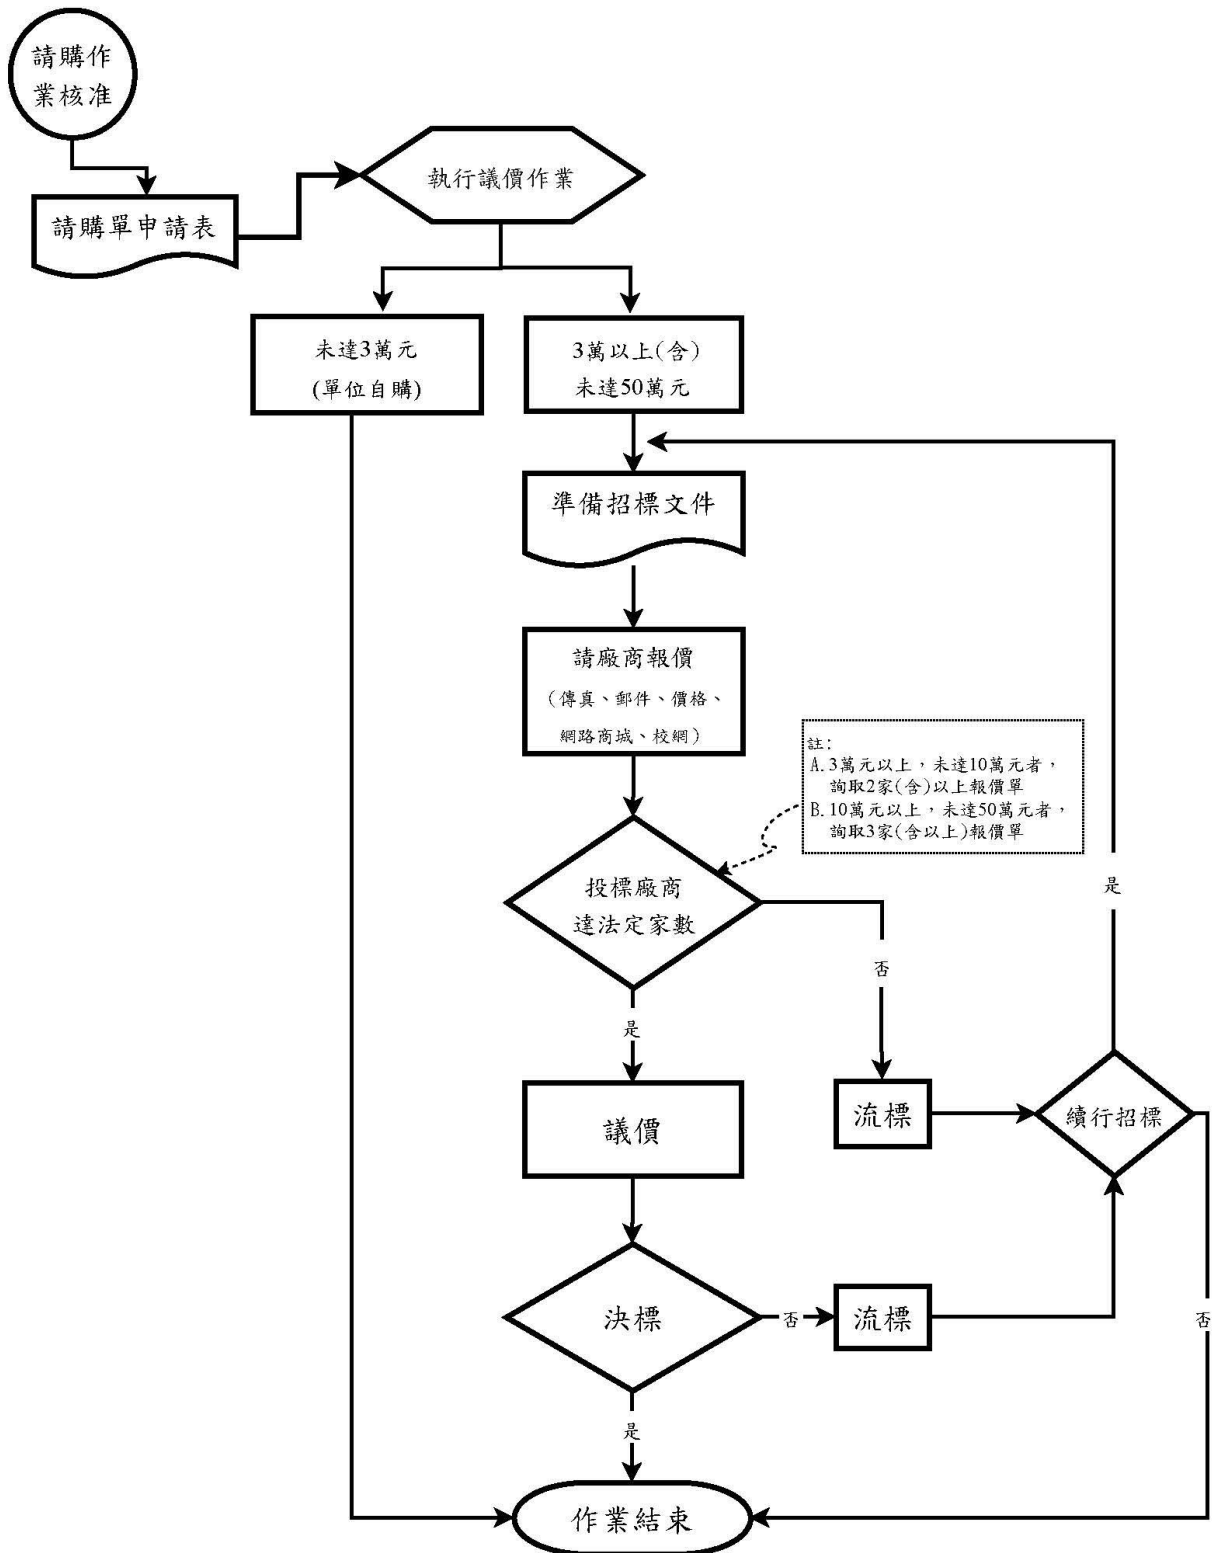 請購作
業核准
請購單申請表
執行議價作業
未達3萬元
(單位自購)
3萬以上(含)
未達50萬元
準備招標文件
請廠商報價
(傳真、郵件、價格、
網路商城、校網)
註:
A.3萬元以上,未達10萬元者,
詢取2家(含)以上報價單
B.10萬元以上,未達50萬元者,
詢取3家(含以上)報價單
投標廠商
達法定家數
是
否
是
議價
流標
續行招標
決標
否
流標
否
是
作業結束